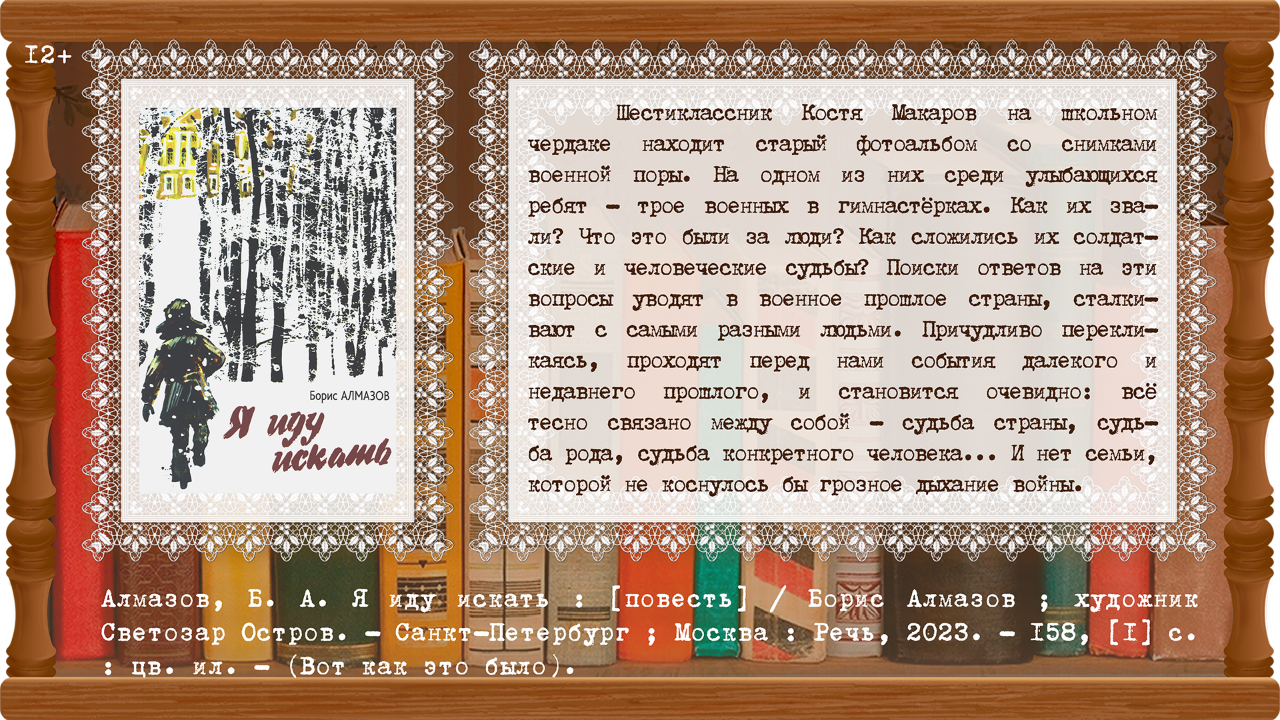 12+
Борис АЛМАЗОВ
Я иду
искать
Шестиклассник Костя Макаров на школьном
чердаке находит старый фотоальбом со снимками
военной поры. На одном из них среди улыбающихся
ребят – трое военных в гимнастёрках. Как их зва-
ли? Что это были за люди? Как сложились их солдат-
ские и человеческие судьбы? Поиски ответов на эти
вопросы уводят в военное прошлое страны, сталки-
вают с самыми разными людьми. Причудливо перекли-
каясь, проходят перед нами события далекого и
недавнего прошлого, и становится очевидно: всё
тесно связано между собой – судьба страны, судь-
ба рода, судьба конкретного человека... И нет семьи,
которой не коснулось бы грозное дыхание войны.
Алмазов, Б. А. Я иду искать : [повесть] / Борис Алмазов ; художник
Светозар Остров. – Санкт-Петербург ; Москва : Речь, 2023. – 158, [1] с.
: цв. ил. – (Вот как это было).